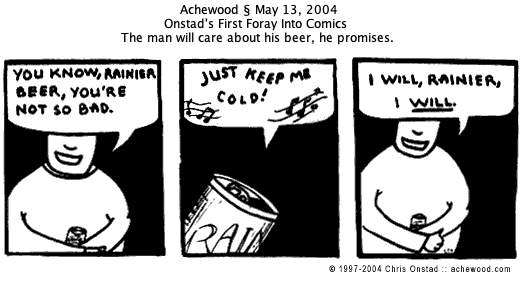 Achewood § May 13, 2004
Onstad's First Foray Into Comics
The man will care about his beer, he promises.
YOU KNOW, RAINIER
BEER, YOU'RE
NOT SO BAD.
JUST KEEP ME
COLD!
RAIN
I WILL, RAINIER,
I WILL.
© 1997-2004 Chris Onstad :: achewood.com